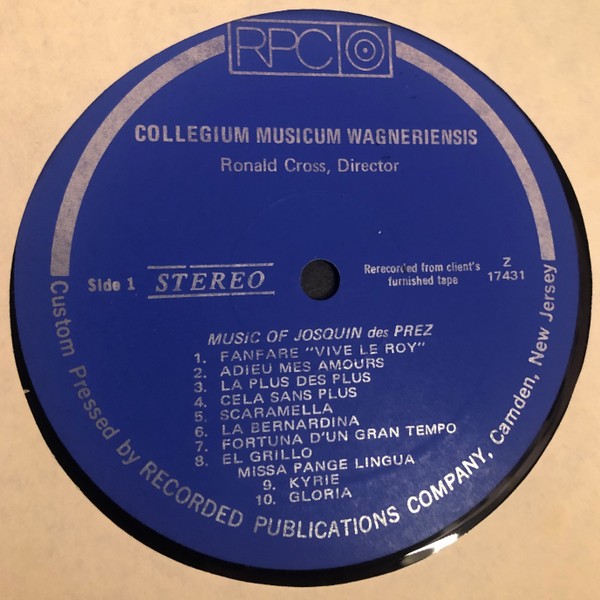 RPC
COLLEGIUM MUSICUM WAGNERIENSIS
Ronald Cross, Director
Side 1
STEREO
Rerecorded from client's
furnished tape
Z
17431
MUSIC OF JOSQUIN des PREZ
1. FANFARE "VIVE LE ROY"
2. ADIEU MES AMOURS
3. LA PLUS DES PLUS
4. CELA SANS PLUS
5. SCARAMELLA
6. LA BERNARDINA
7. FORTUNA D'UN GRAN TEMPO
8. EL GRILLO
MISSA PANGE LINGUA
9. KYRIE
10. GLORIA
Custom Pressed by RECORDED PUBLICATIONS COMPANY, Camden, New Jersey